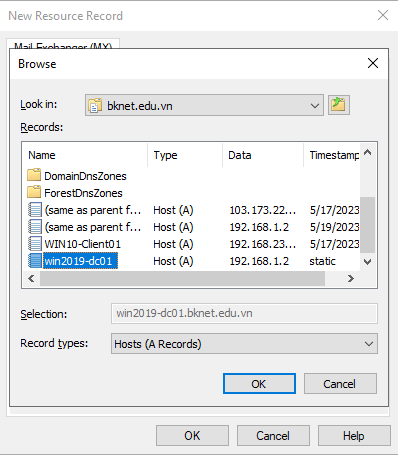 New Resource Record
Mail Exchanger (MX)
Browse
Look in: bknet.edu.vn
Records:
Name Type Data Timestamp
DomainDnsZones
ForestDnsZones
(same as parent f... Host (A) 103.173.22... 5/17/2023
(same as parent f... Host (A) 192.168.1.2 5/19/2023
WIN10-Client01 Host (A) 192.168.23... 5/17/2023
win2019-dc01 Host (A) 192.168.1.2 static
Selection: win2019-dc01.bknet.edu.vn
Record types: Hosts (A Records)
OK Cancel
OK Cancel Help